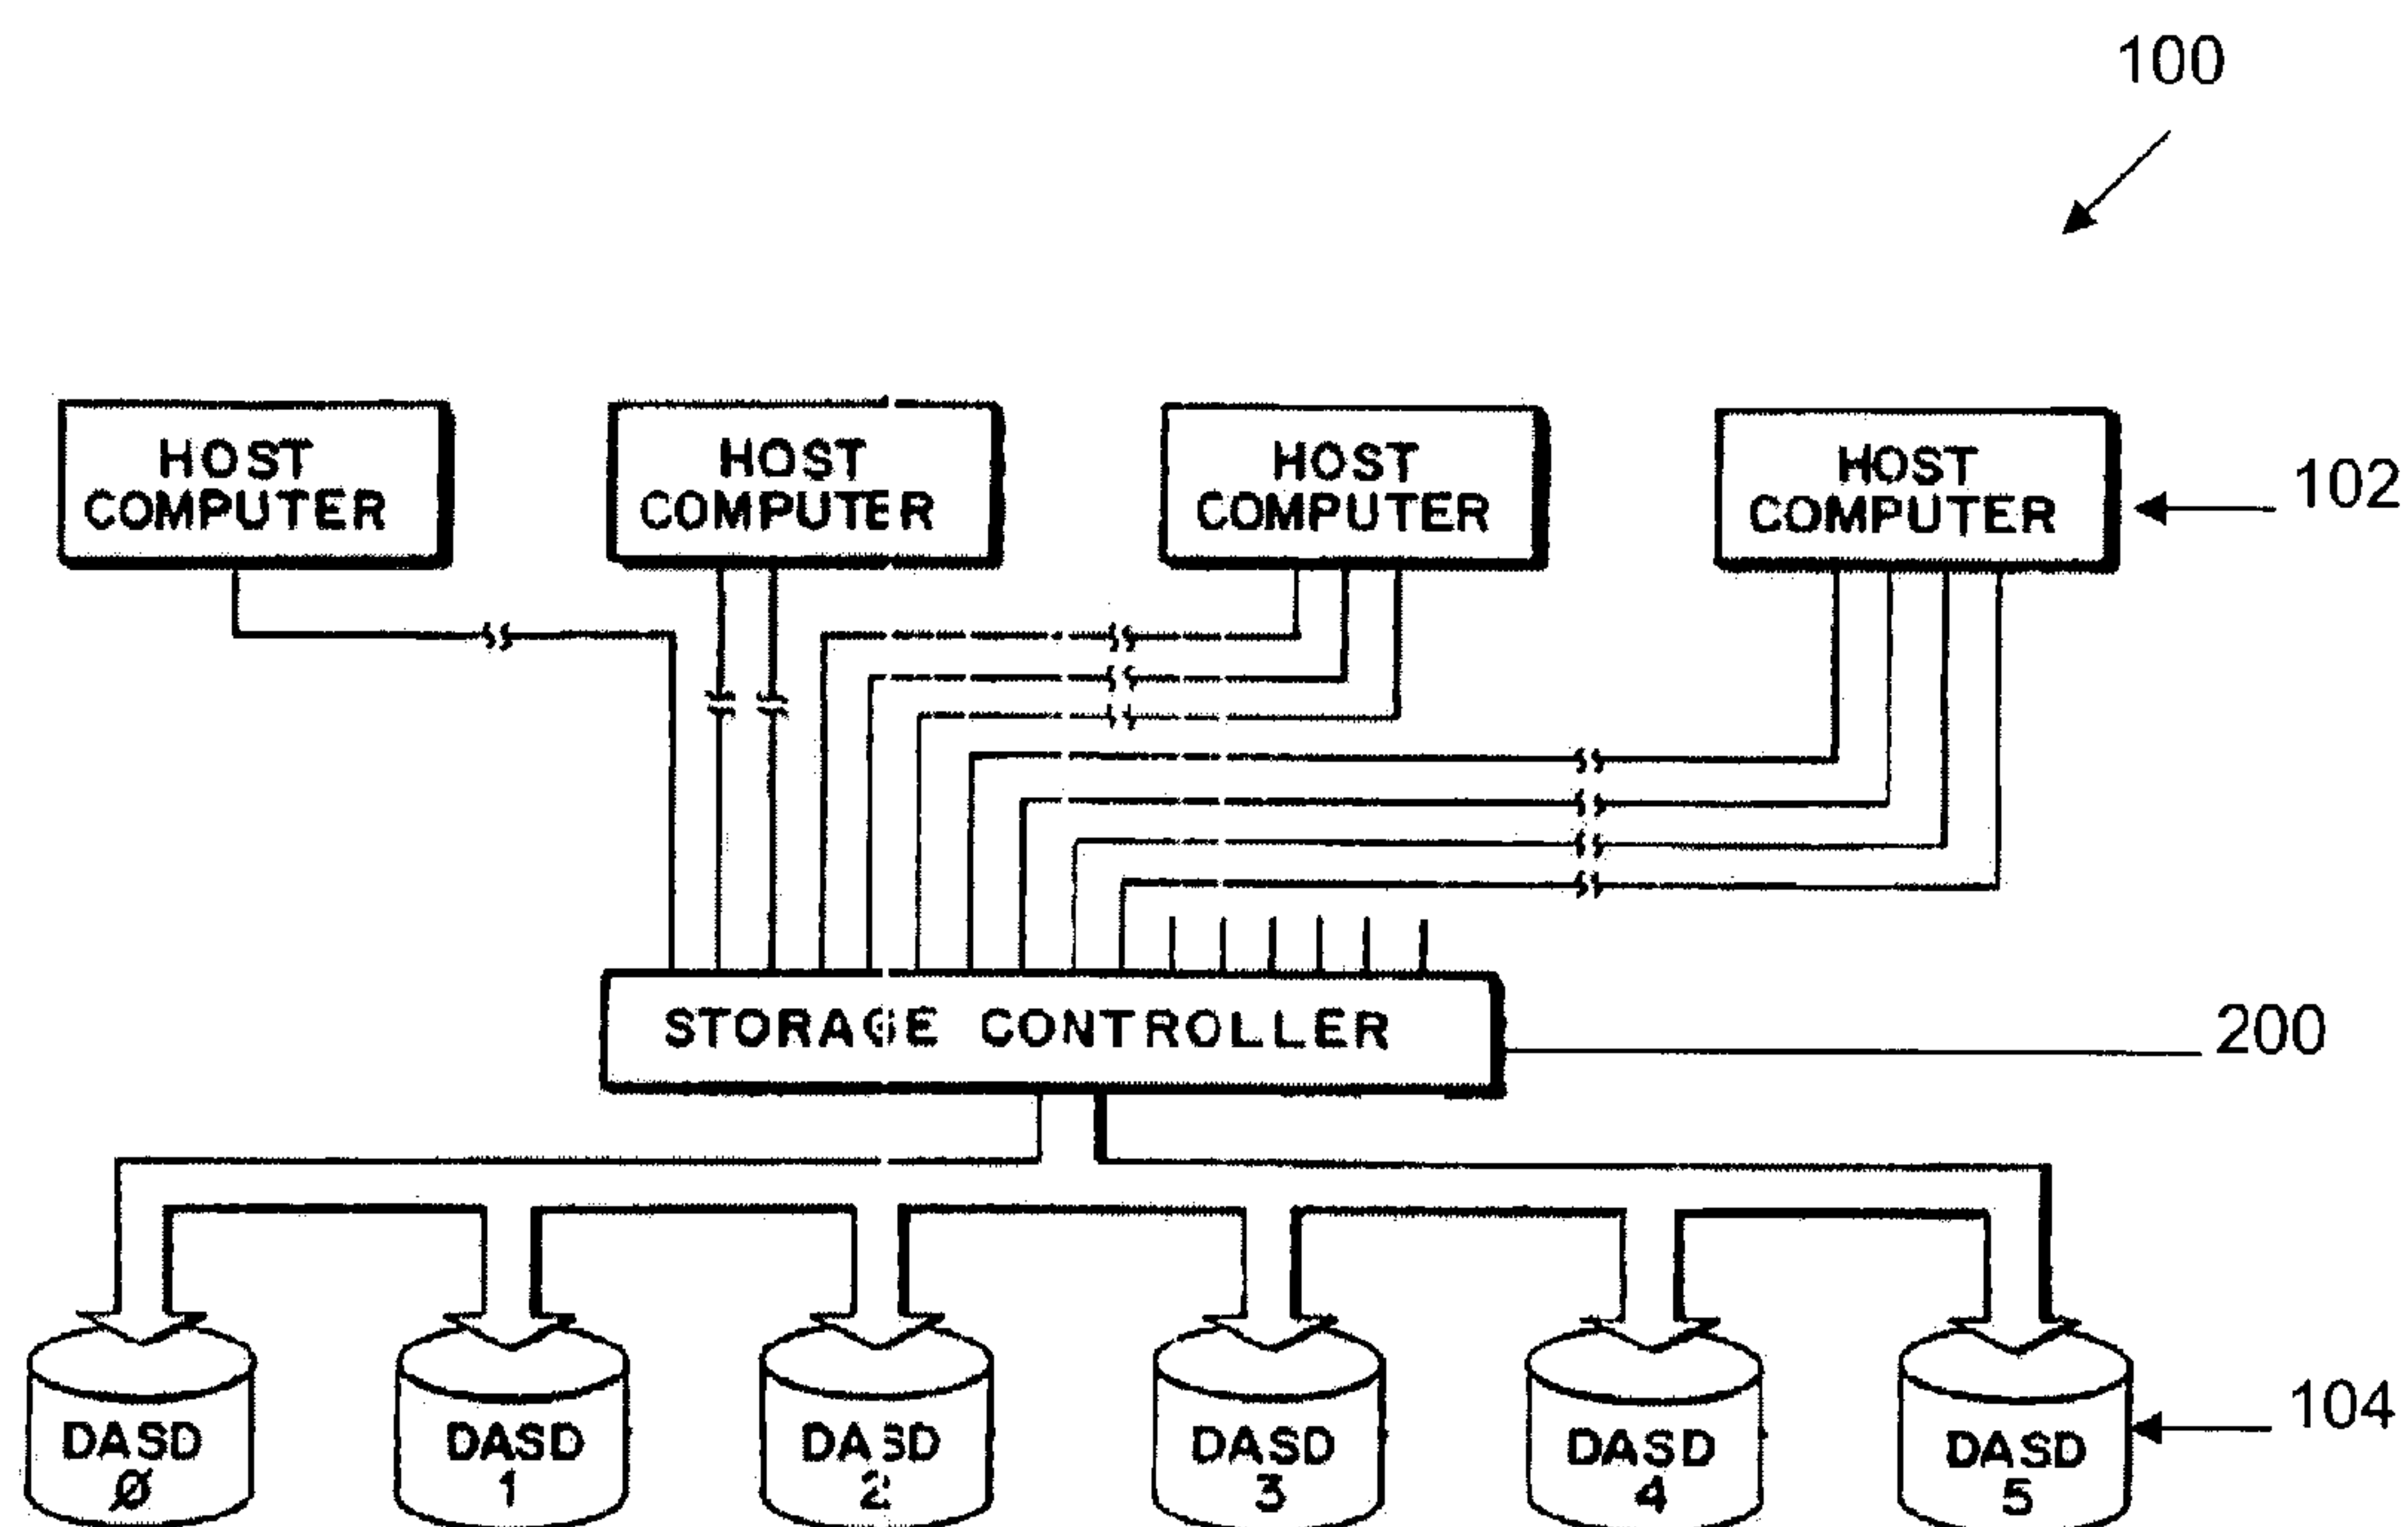 100
HOST
COMPUTER
HOST
COMPUTER
HOST
COMPUTER
HOST
COMPUTER
102
STORAGE CONTROLLER
200
DASD
Ø
DASD
1
DASD
2
DASD
3
DASD
4
DASD
5
104